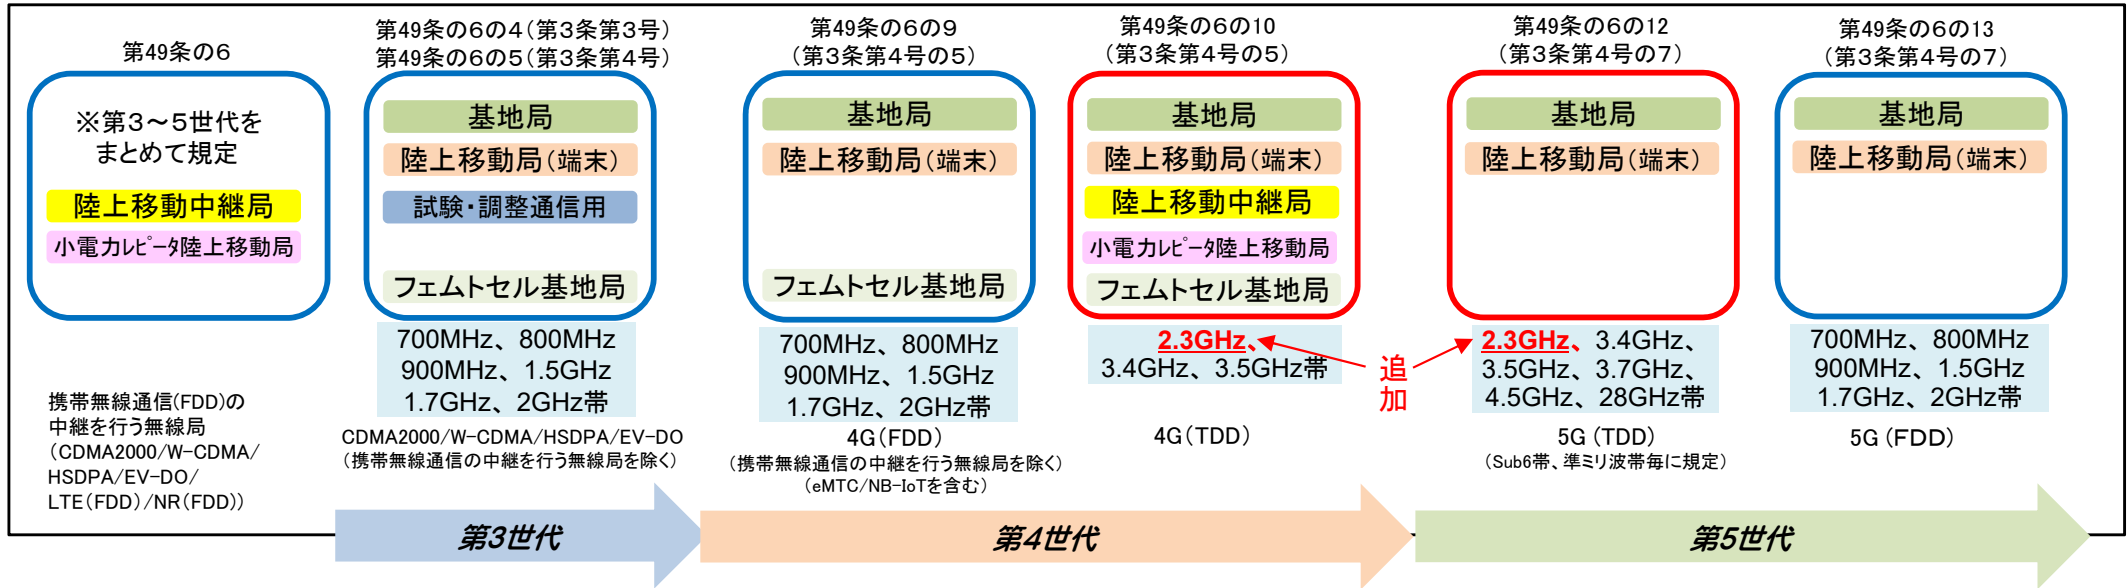 第49条の6
※第3～5世代を
まとめて規定
陸上移動中継局
小電力ﾚﾋﾟｰﾀ陸上移動局
携帯無線通信(FDD)の
中継を行う無線局
(CDMA2000/W-CDMA/
HSDPA/EV-DO/
LTE(FDD)/NR(FDD))
第49条の6の4(第3条第3号)
第49条の6の5(第3条第4号)
基地局
陸上移動局(端末)
試験・調整通信用
フェムトセル基地局
700MHz、800MHz
900MHz、1.5GHz
1.7GHz、2GHz帯
CDMA2000/W-CDMA/HSDPA/EV-DO
(携帯無線通信の中継を行う無線局を除く)
第49条の6の9
(第3条第4号の5)
基地局
陸上移動局(端末)
フェムトセル基地局
700MHz、800MHz
900MHz、1.5GHz
1.7GHz、2GHz帯
4G(FDD)
(携帯無線通信の中継を行う無線局を除く)
(eMTC/NB-IoTを含む)
第49条の6の10
(第3条第4号の5)
基地局
陸上移動局(端末)
陸上移動中継局
小電力ﾚﾋﾟｰﾀ陸上移動局
フェムトセル基地局
2.3GHz、
3.4GHz、3.5GHz帯
4G(TDD)
追
加
第49条の6の12
(第3条第4号の7)
基地局
陸上移動局(端末)
2.3GHz、3.4GHz、
3.5GHz、3.7GHz、
4.5GHz、28GHz帯
5G(TDD)
(Sub6帯、準ミリ波帯毎に規定)
第49条の6の13
(第3条第4号の7)
基地局
陸上移動局(端末)
700MHz、800MHz
900MHz、1.5GHz
1.7GHz、2GHz帯
5G(FDD)
第3世代
第4世代
第5世代